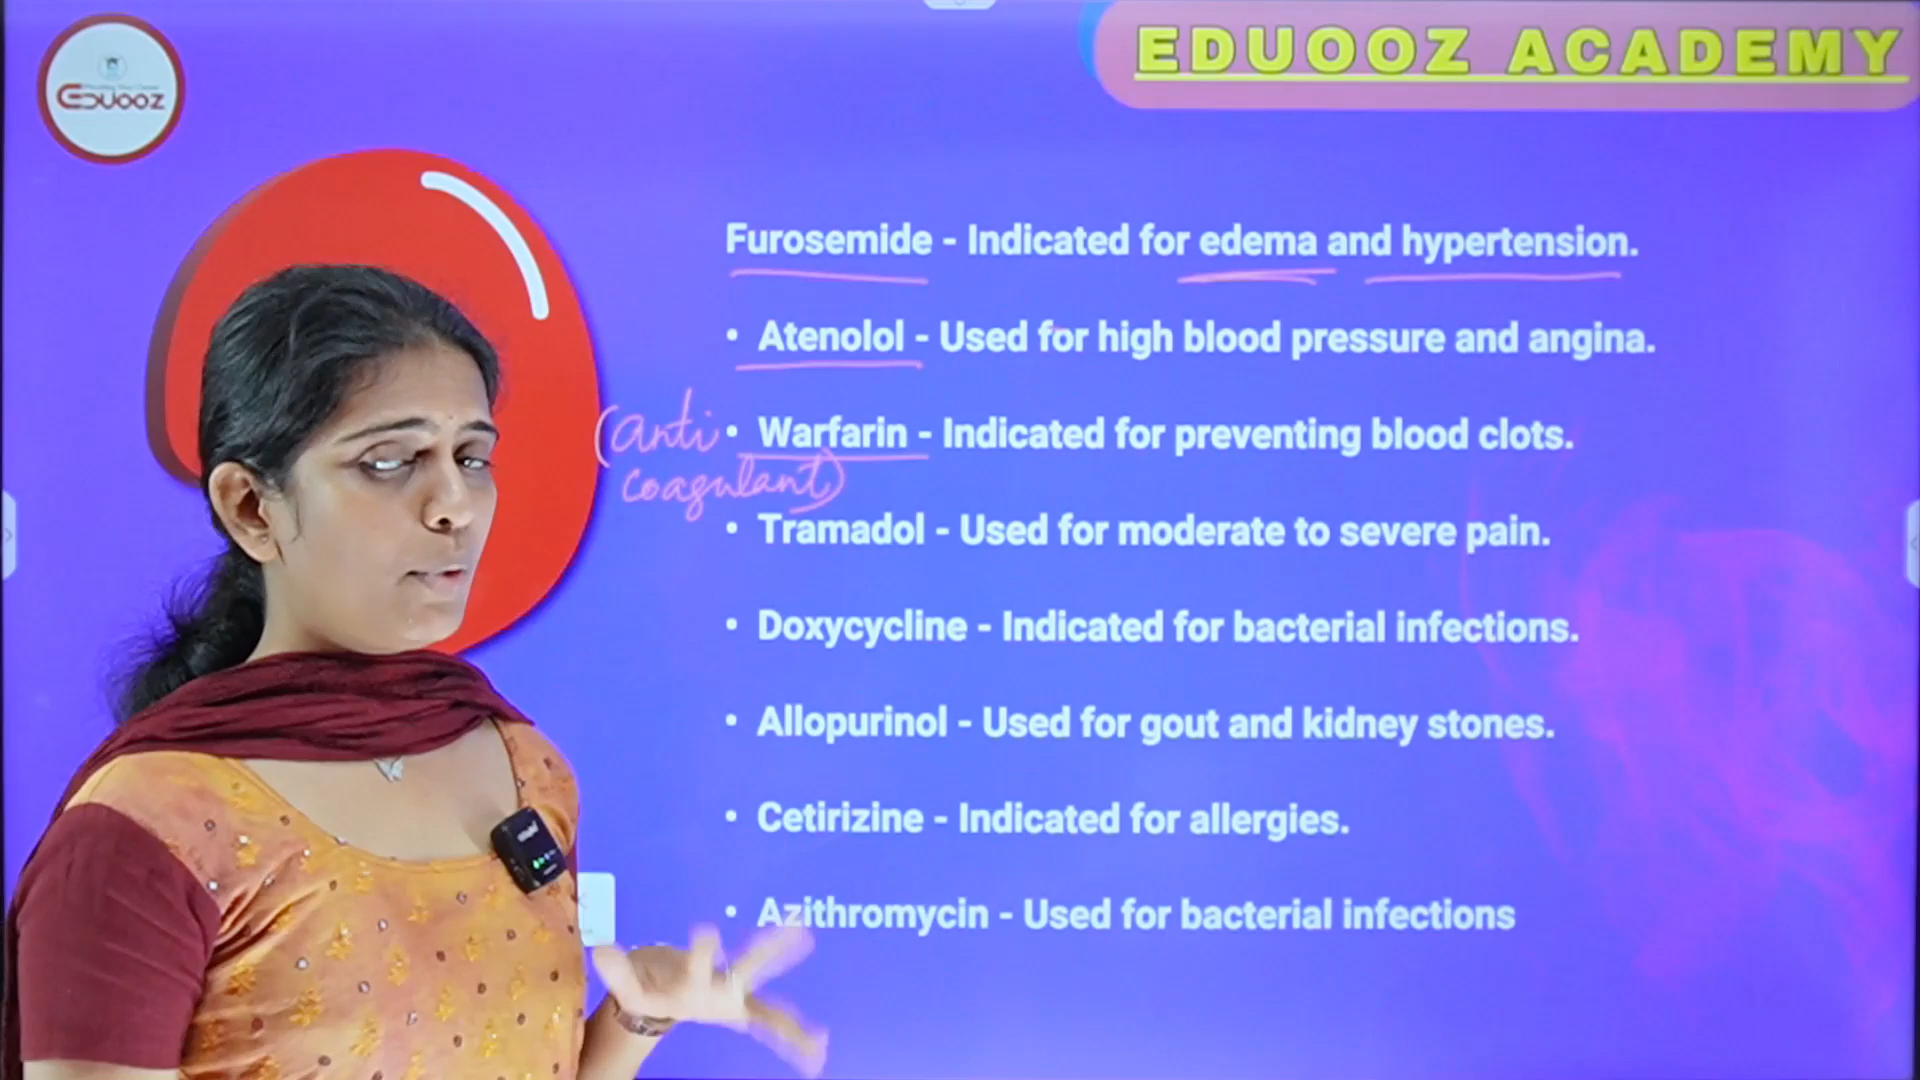 EDUOOZ ACADEMY
EDUOOZ
Furosemide - Indicated for edema and hypertension.
• Atenolol - Used for high blood pressure and angina.
(anti
• Warfarin - Indicated for preventing blood clots.
coagulant)
• Tramadol - Used for moderate to severe pain.
• Doxycycline - Indicated for bacterial infections.
• Allopurinol - Used for gout and kidney stones.
• Cetirizine - Indicated for allergies.
• Azithromycin - Used for bacterial infections